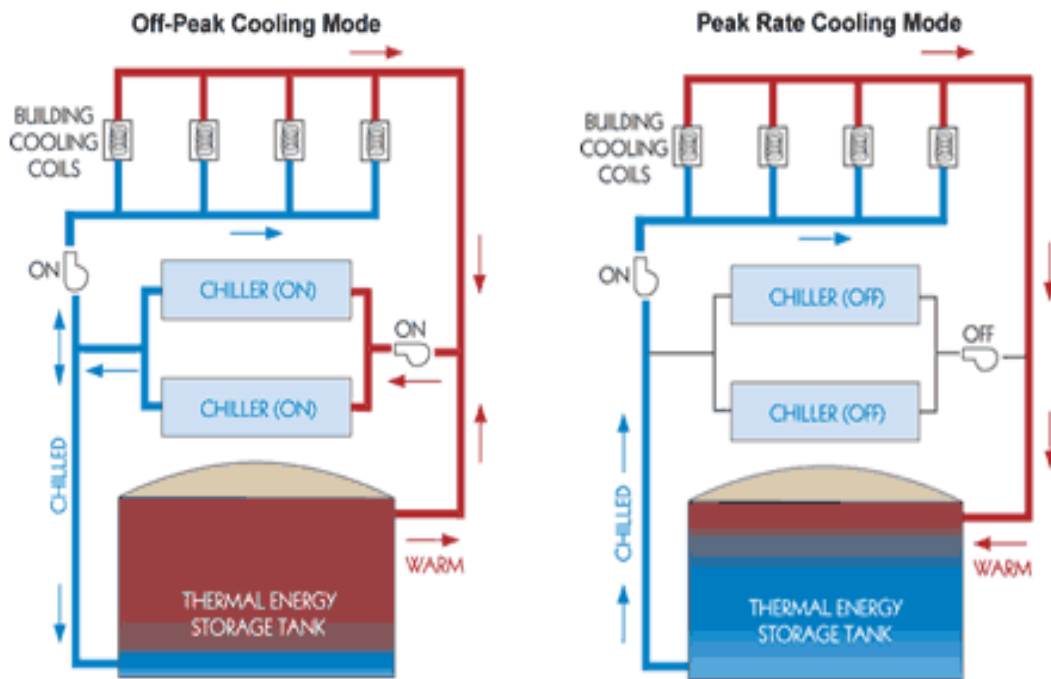 Off-Peak Cooling Mode
BUILDING
COOLING
COILS
ON
CHILLER (ON)
ON
CHILLER (ON)
CHILLED
WARM
THERMAL ENERGY
STORAGE TANK
Peak Rate Cooling Mode
BUILDING
COOLING
COILS
ON
CHILLER (OFF)
OFF
CHILLER (OFF)
CHILLED
WARM
THERMAL ENERGY
STORAGE TANK